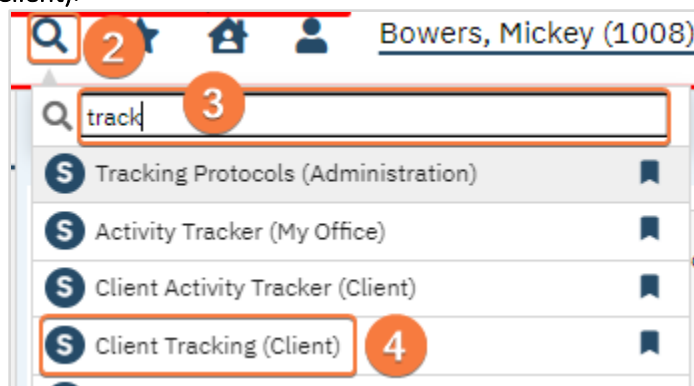 Client).
2 Bowers, Mickey (1008)
track 3
S Tracking Protocols (Administration)
S Activity Tracker (My Office)
S Client Activity Tracker (Client)
S Client Tracking (Client) 4